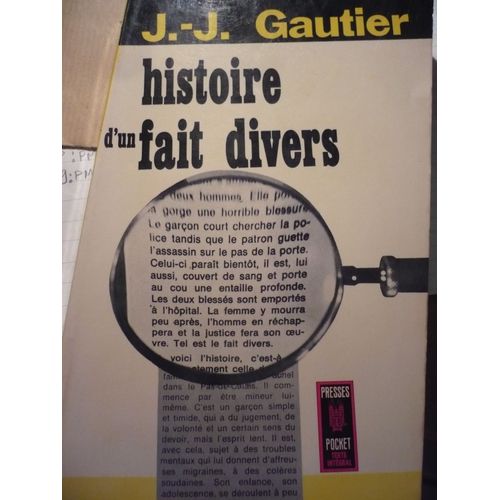 J.-J. Gautier
histoire
d'un fait divers
deux hommes. Elle po
à gorge une horrible blessure
Le garçon court chercher la po-
lice tandis que le patron guette
l'assassin sur le pas de la porte.
Celui-ci paraît bientôt, il est, lui
aussi, couvert de sang et porte
au cou une entaille profonde.
Les deux blessés sont emportés
à l'hôpital. La femme y mourra
peu après, l'homme en réchap-
pera et la justice fera son œu-
vre. Tel est le fait divers.
voici l'histoire, c'est-à
celle d
dans le Pas-de-Calais. Il com-
mence par être mineur lui-
même. C'est un garçon simple
et timide, qui a du jugement, de
la volonté et un certain sens du
devoir, mais l'esprit lent. Il est,
avec cela, sujet à des troubles
mentaux qui lui donnent d'affreu-
ses migraines, à des colères
soudaines. Son enfance, son
adolescence, se déroulent à peu
PRESSES
POCKET
TEXTE
INTÉGRAL